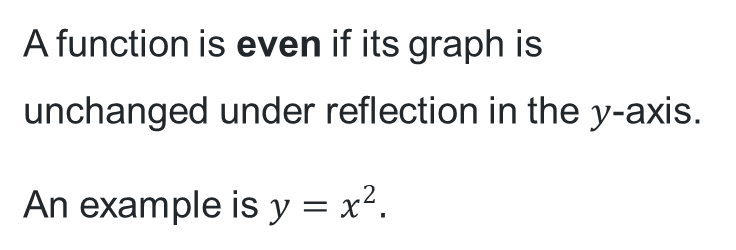 A function is even if its graph is
unchanged under reflection in the y-axis.
An example is y = x².